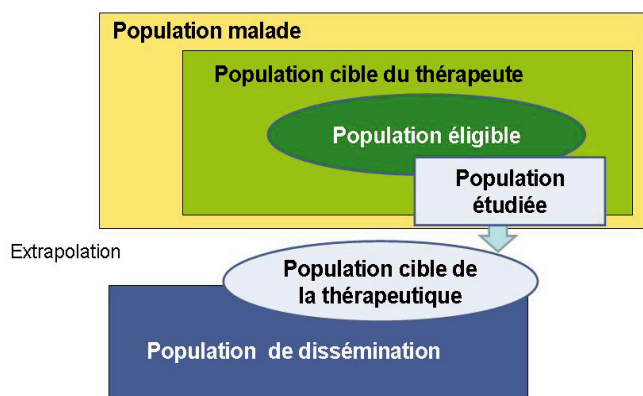 Population malade
Population cible du thérapeute
Population éligible
Population
étudiée
Extrapolation
Population cible de
la thérapeutique
Population de dissémination